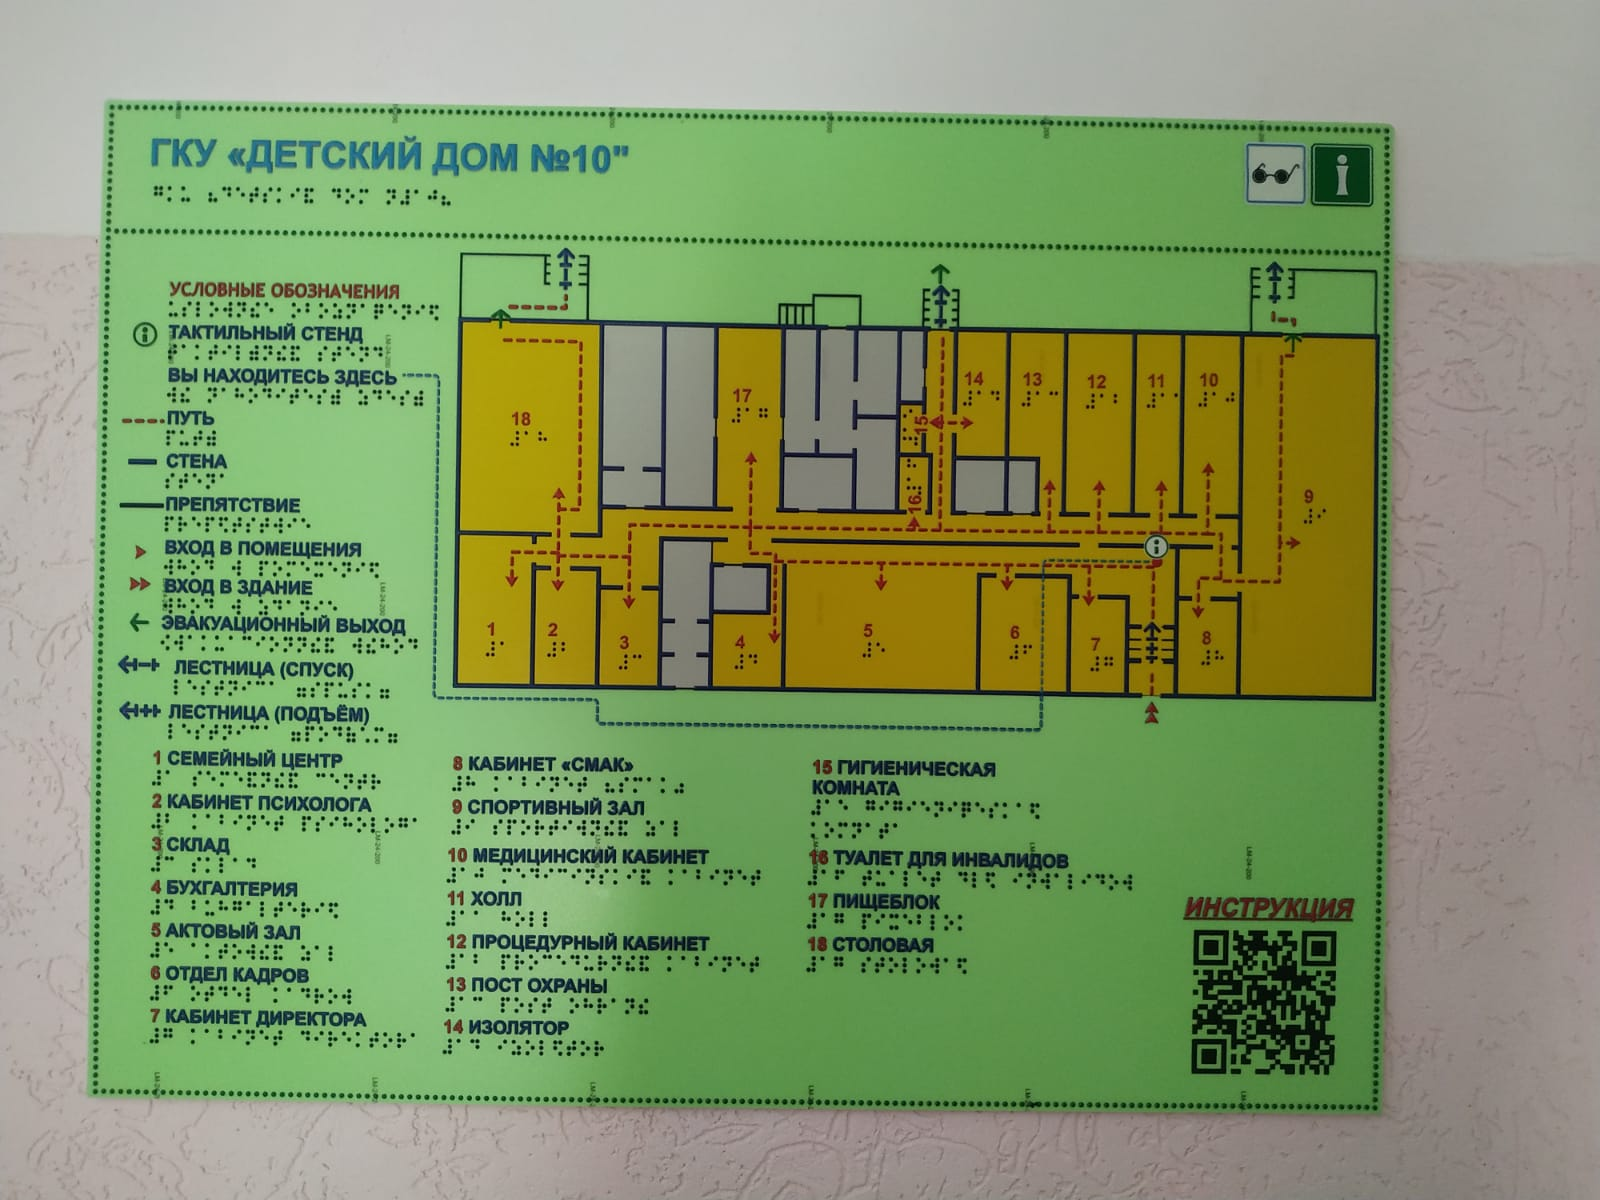 ГКУ «ДЕТСКИЙ ДОМ №10"
УСЛОВНЫЕ ОБОЗНАЧЕНИЯ
ТАКТИЛЬНЫЙ СТЕНД
ВЫ НАХОДИТЕСЬ ЗДЕСЬ
ПУТЬ
СТЕНА
ПРЕПЯТСТВИЕ
ВХОД В ПОМЕЩЕНИЯ
ВХОД В ЗДАНИЕ
ЭВАКУАЦИОННЫЙ ВЫХОД
ЛЕСТНИЦА (СПУСК)
ЛЕСТНИЦА (ПОДЪЁМ)
18
17
15
16
14
13
12
11
10
9
1
2
3
4
5
6
7
8
1 СЕМЕЙНЫЙ ЦЕНТР
2 КАБИНЕТ ПСИХОЛОГА
3 СКЛАД
4 БУХГАЛТЕРИЯ
5 АКТОВЫЙ ЗАЛ
6 ОТДЕЛ КАДРОВ
7 КАБИНЕТ ДИРЕКТОРА
8 КАБИНЕТ «СМАК»
9 СПОРТИВНЫЙ ЗАЛ
10 МЕДИЦИНСКИЙ КАБИНЕТ
11 ХОЛЛ
12 ПРОЦЕДУРНЫЙ КАБИНЕТ
13 ПОСТ ОХРАНЫ
14 ИЗОЛЯТОР
15 ГИГИЕНИЧЕСКАЯ
КОМНАТА
16 ТУАЛЕТ ДЛЯ ИНВАЛИДОВ
17 ПИЩЕБЛОК
18 СТОЛОВАЯ
ИНСТРУКЦИЯ